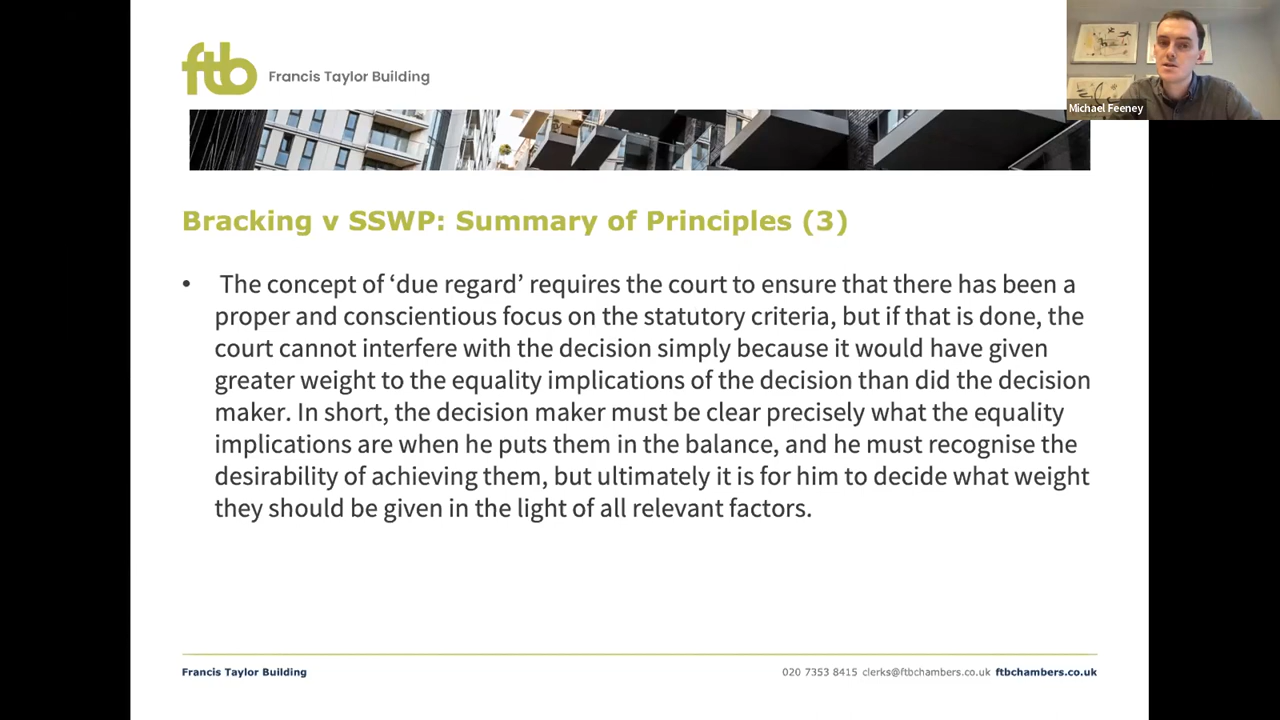 ftb Francis Taylor Building
Michael Feeney
Bracking v SSWP: Summary of Principles (3)
• The concept of ‘due regard’ requires the court to ensure that there has been a
proper and conscientious focus on the statutory criteria, but if that is done, the
court cannot interfere with the decision simply because it would have given
greater weight to the equality implications of the decision than did the decision
maker. In short, the decision maker must be clear precisely what the equality
implications are when he puts them in the balance, and he must recognise the
desirability of achieving them, but ultimately it is for him to decide what weight
they should be given in the light of all relevant factors.
Francis Taylor Building
020 7353 8415 clerks@ftbchambers.co.uk ftbchambers.co.uk